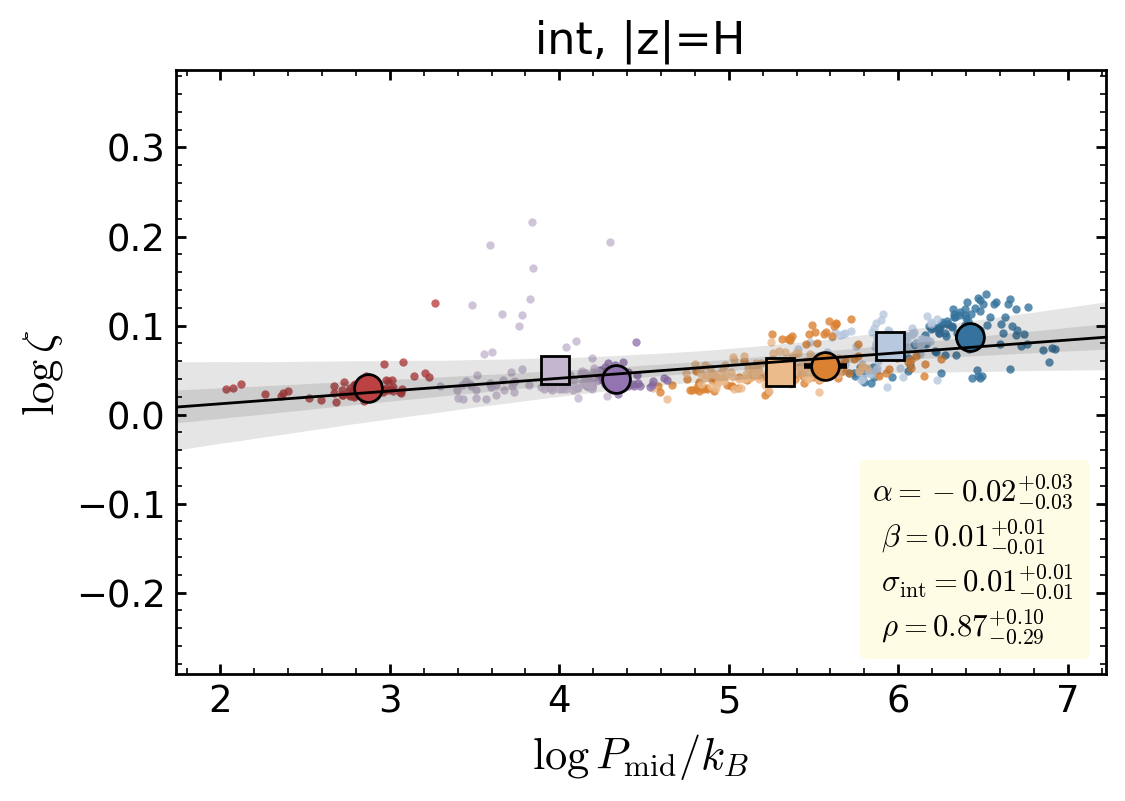 int, |z|=H
0.3
0.2
0.1
0.0
−0.1
−0.2
log ζ
α = −0.02 +0.03 −0.03
β = 0.01 +0.01 −0.01
σ_int = 0.01 +0.01 −0.01
ρ = 0.87 +0.10 −0.29
2 3 4 5 6 7
log P_mid/k_B